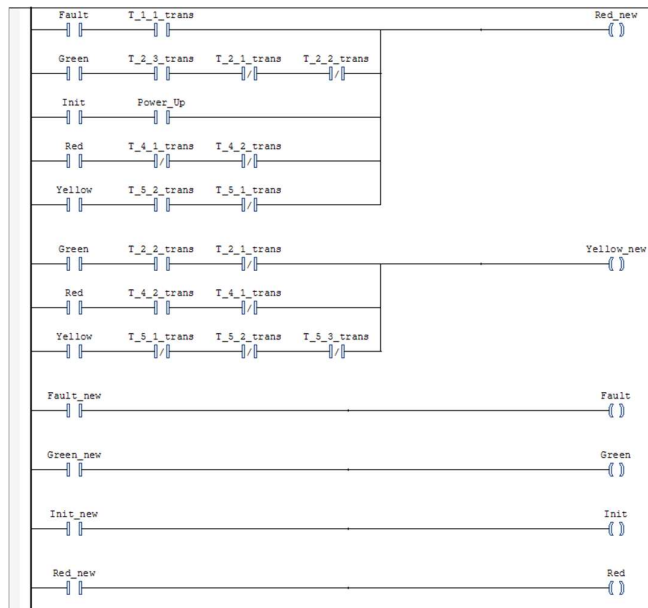 Fault T_1_1_trans Red_new
Green T_2_3_trans T_2_1_trans T_2_2_trans
Init Power_Up
Red T_4_1_trans T_4_2_trans
Yellow T_5_2_trans T_5_1_trans
Green T_2_2_trans T_2_1_trans Yellow_new
Red T_4_2_trans T_4_1_trans
Yellow T_5_1_trans T_5_2_trans T_5_3_trans
Fault_new Fault
Green_new Green
Init_new Init
Red_new Red